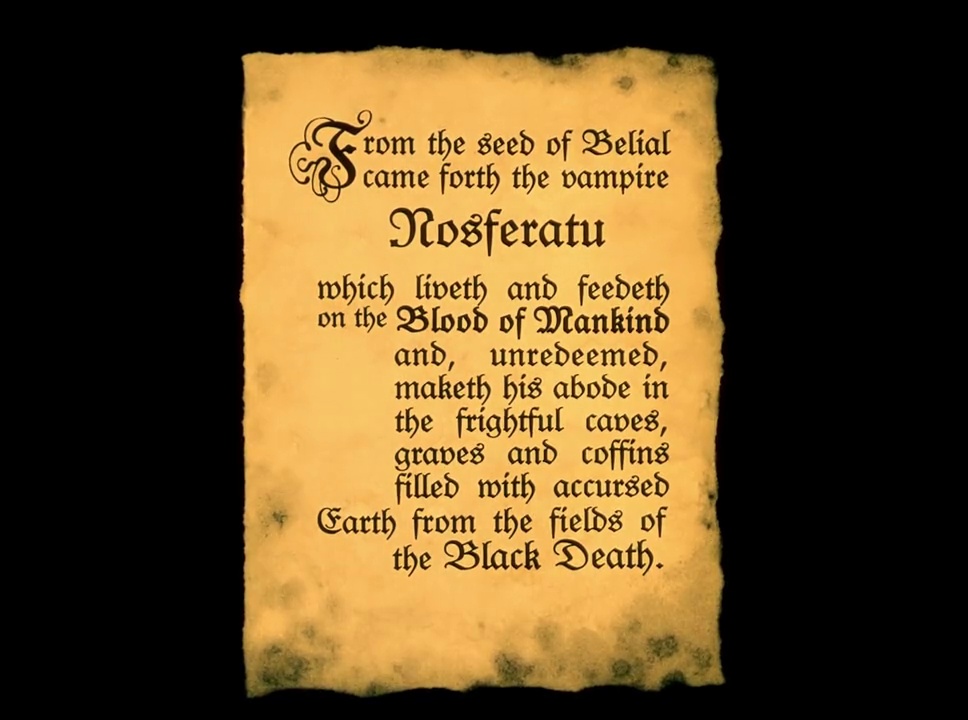 From the seed of Belial
came forth the vampire
Nosferatu
which liveth and feedeth
on the Blood of Mankind
and, unredeemed,
maketh his abode in
the frightful caves,
graves and coffins
filled with accursed
Earth from the fields of
the Black Death.